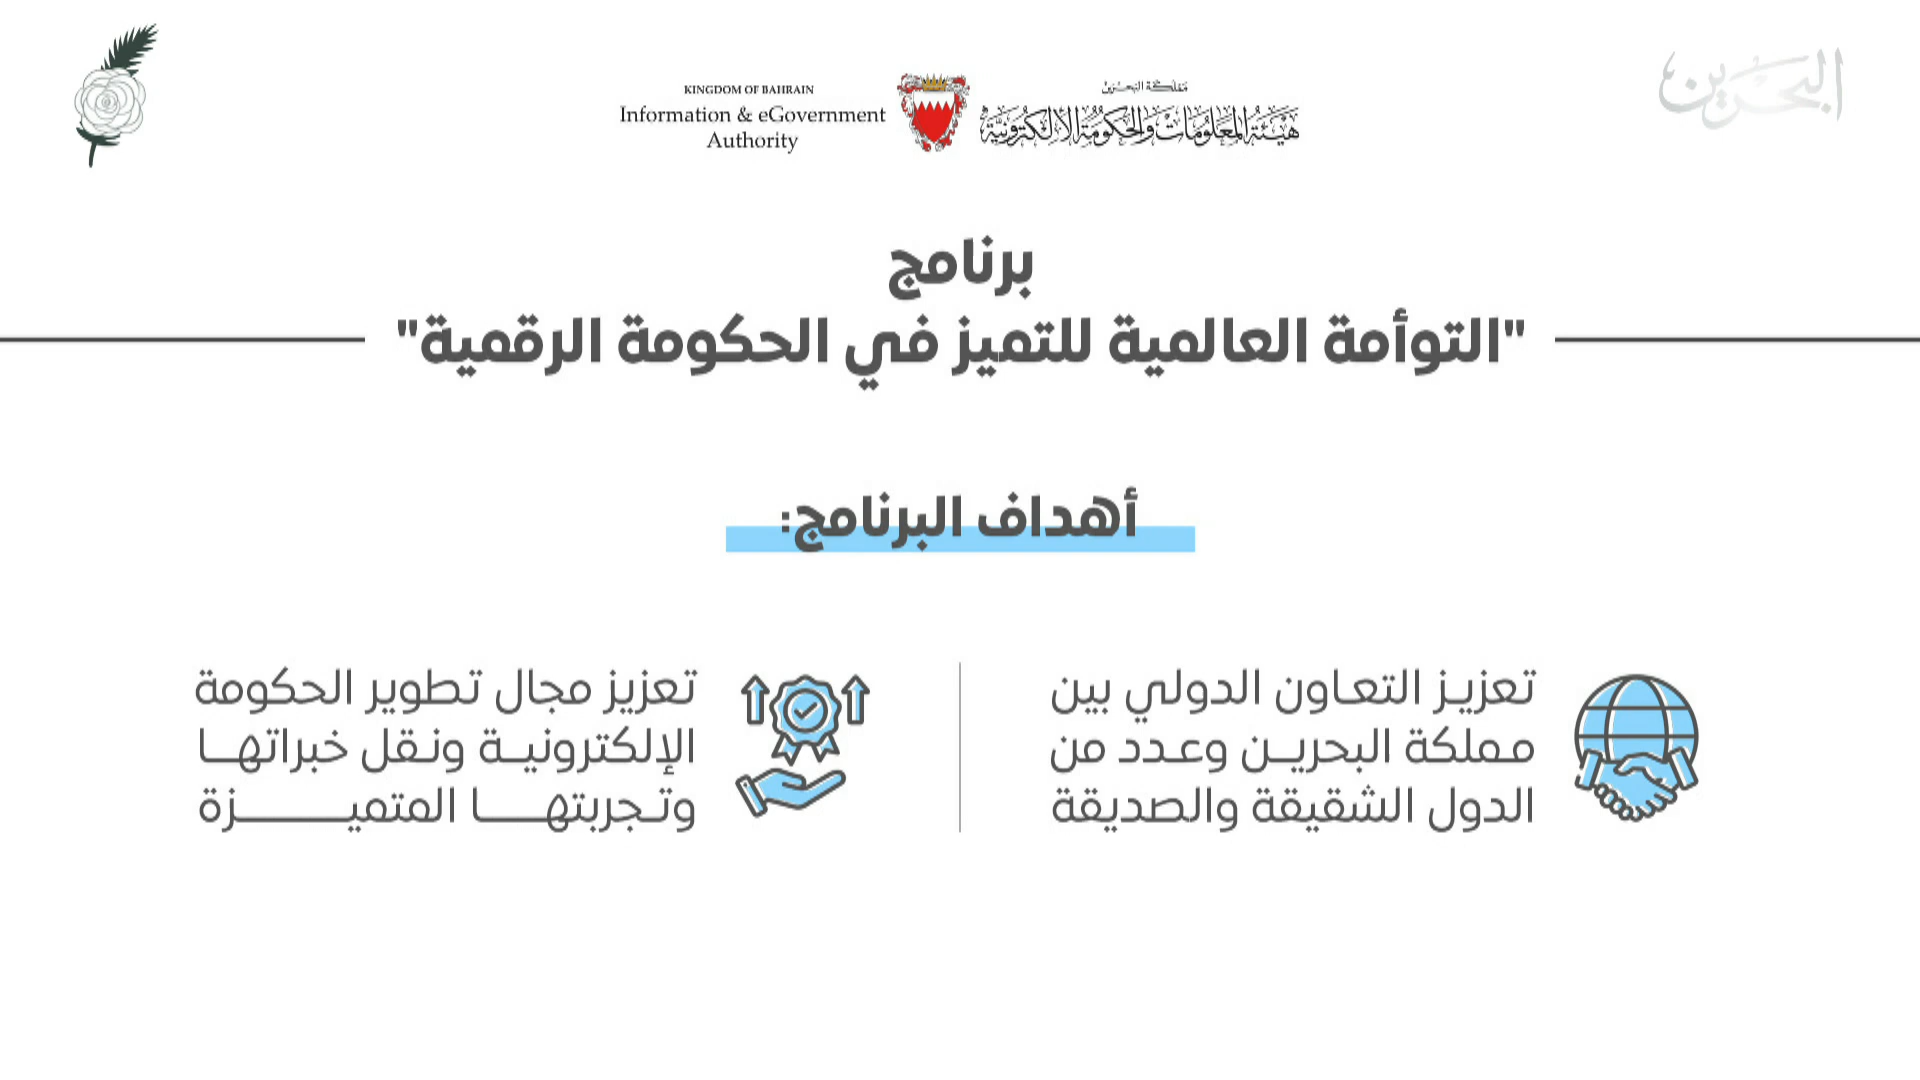 البحرين
KINGDOM OF BAHRAIN
Information & eGovernment
Authority
مملكة البحرين
هيئة المعلومات والحكومة الإلكترونية
برنامج
"التوأمة العالمية للتميز في الحكومة الرقمية"
أهداف البرنامج:
تعزيز التعاون الدولي بين
مملكة البحرين وعدد من
الدول الشقيقة والصديقة
تعزيز مجال تطوير الحكومة
الإلكترونية ونقل خبراتها
وتجربتها المتميزة